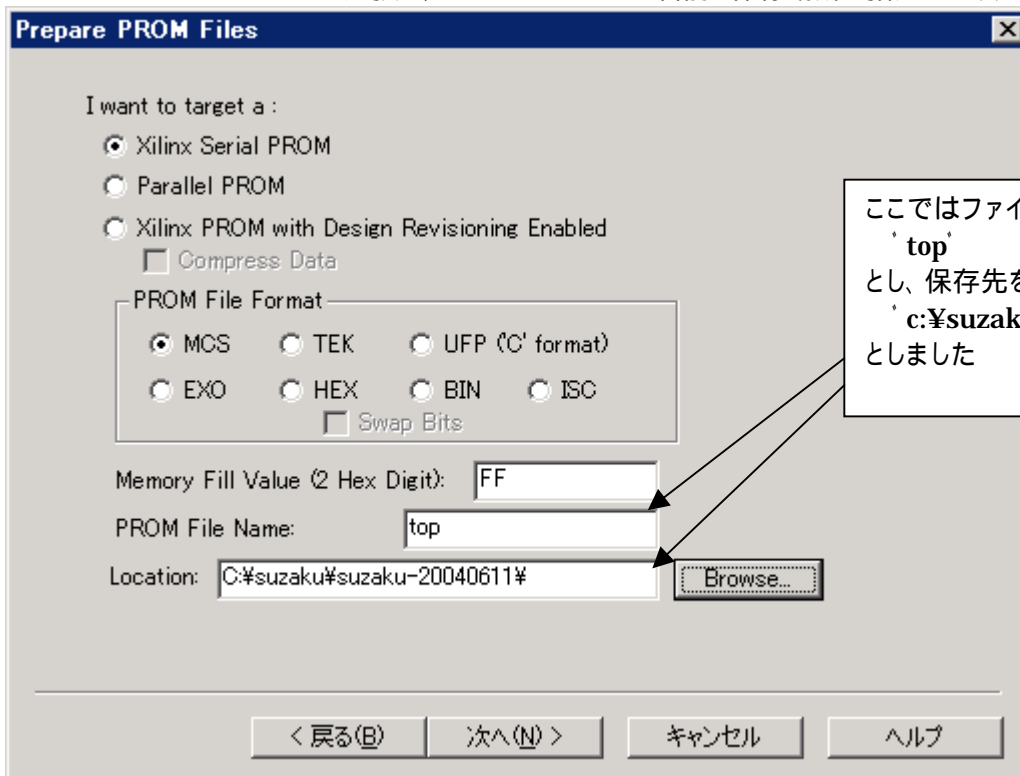 Prepare PROM Files
I want to target a :
Xilinx Serial PROM
Parallel PROM
Xilinx PROM with Design Revisioning Enabled
Compress Data
PROM File Format
MCS TEK UFP ('C' format)
EXO HEX BIN ISC
Swap Bits
Memory Fill Value (2 Hex Digit): FF
PROM File Name: top
Location: C:¥suzaku¥suzaku-20040611¥ Browse...
ここではファイ
‘top‘
とし、保存先を
‘c:¥suzak
としました
< 戻る(B) 次へ(N) > キャンセル ヘルプ